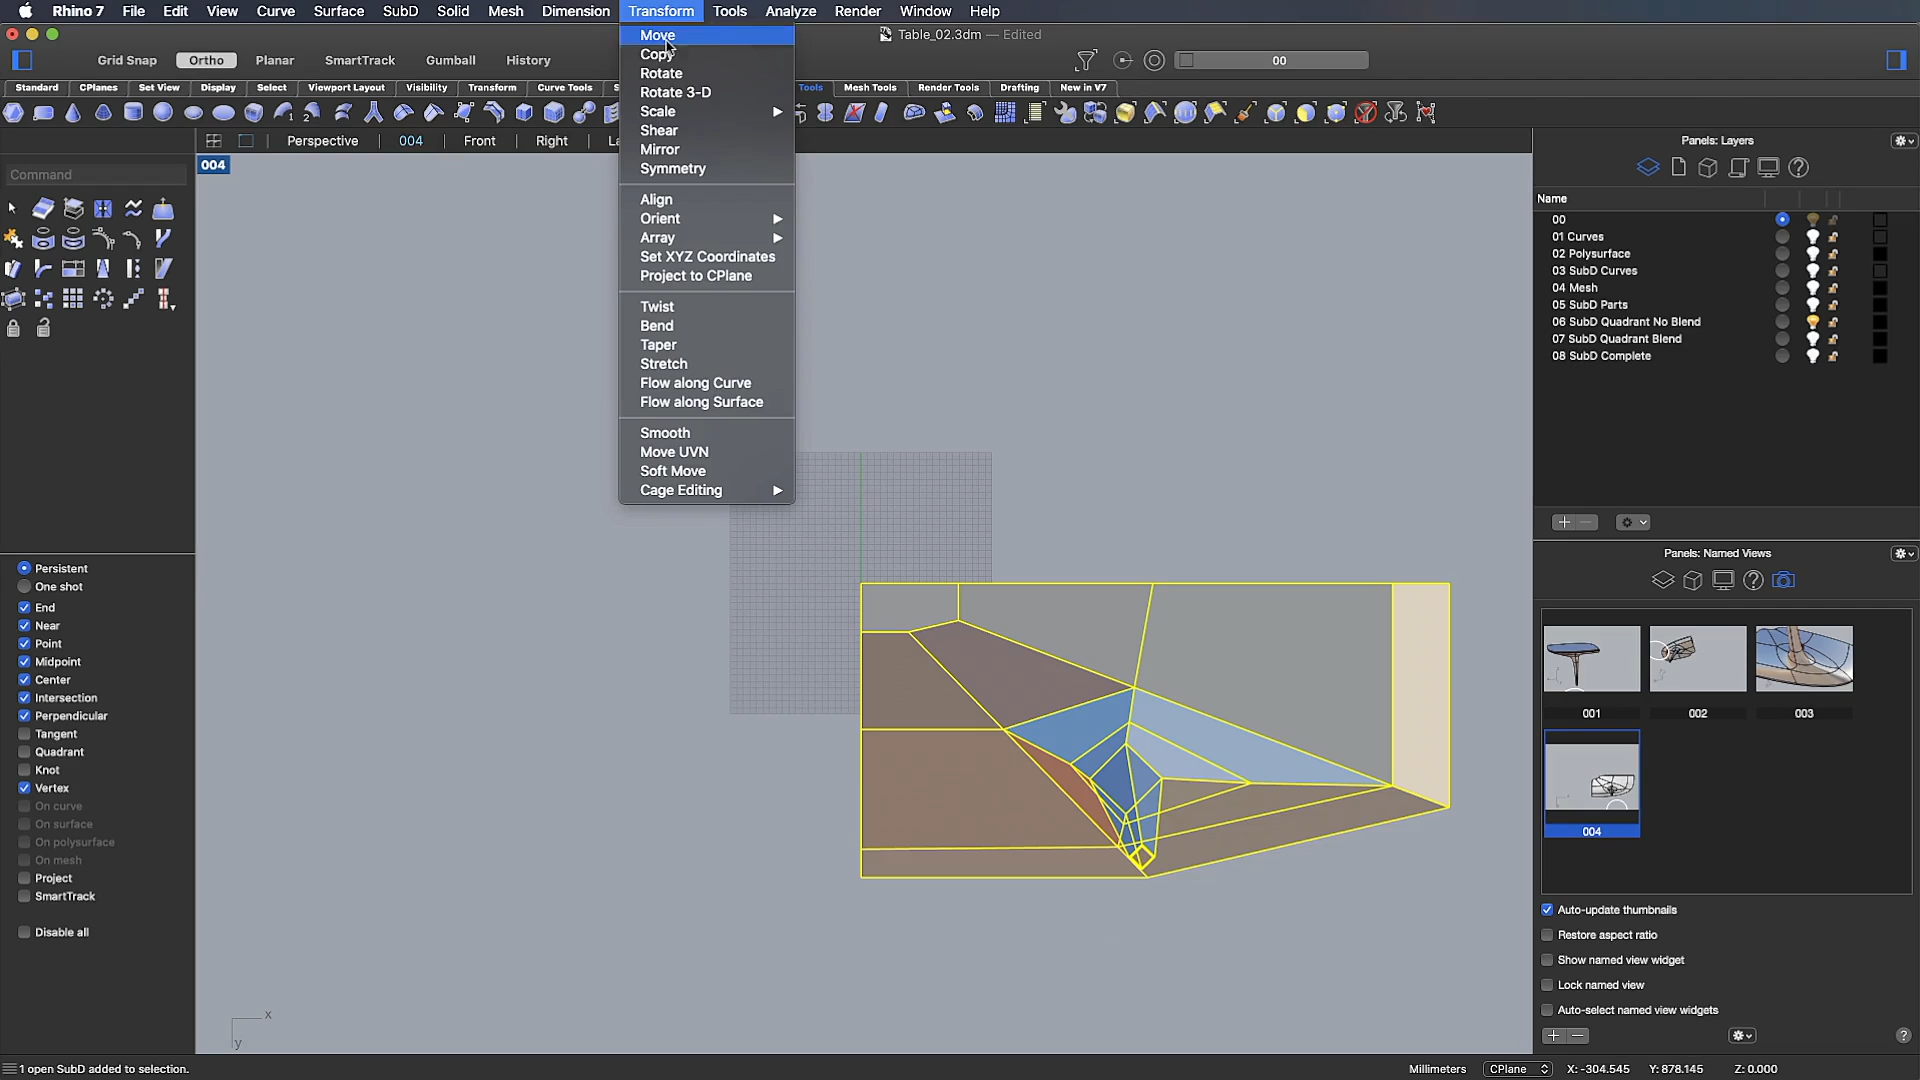 Rhino 7 File Edit View Curve Surface SubD Solid Mesh Dimension Transform Tools Analyze Render Window Help
Table_02.3dm — Edited
Grid Snap Ortho Planar SmartTrack Gumball History
00
Standard CPlanes Set View Display Select Viewport Layout Visibility Transform Curve Tools S Tools Mesh Tools Render Tools Drafting New in V7
Perspective 004 Front Right La
004
Command
Move
Copy
Rotate
Rotate 3-D
Scale
Shear
Mirror
Symmetry
Align
Orient
Array
Set XYZ Coordinates
Project to CPlane
Twist
Bend
Taper
Stretch
Flow along Curve
Flow along Surface
Smooth
Move UVN
Soft Move
Cage Editing
Persistent
One shot
End
Near
Point
Midpoint
Center
Intersection
Perpendicular
Tangent
Quadrant
Knot
Vertex
On curve
On surface
On polysurface
On mesh
Project
SmartTrack
Disable all
x
y
Panels: Layers
Name
00
01 Curves
02 Polysurface
03 SubD Curves
04 Mesh
05 SubD Parts
06 SubD Quadrant No Blend
07 SubD Quadrant Blend
08 SubD Complete
Panels: Named Views
001 002 003
004
Auto-update thumbnails
Restore aspect ratio
Show named view widget
Lock named view
Auto-select named view widgets
1 open SubD added to selection.
Millimeters CPlane X: -304.545 Y: 878.145 Z: 0.000